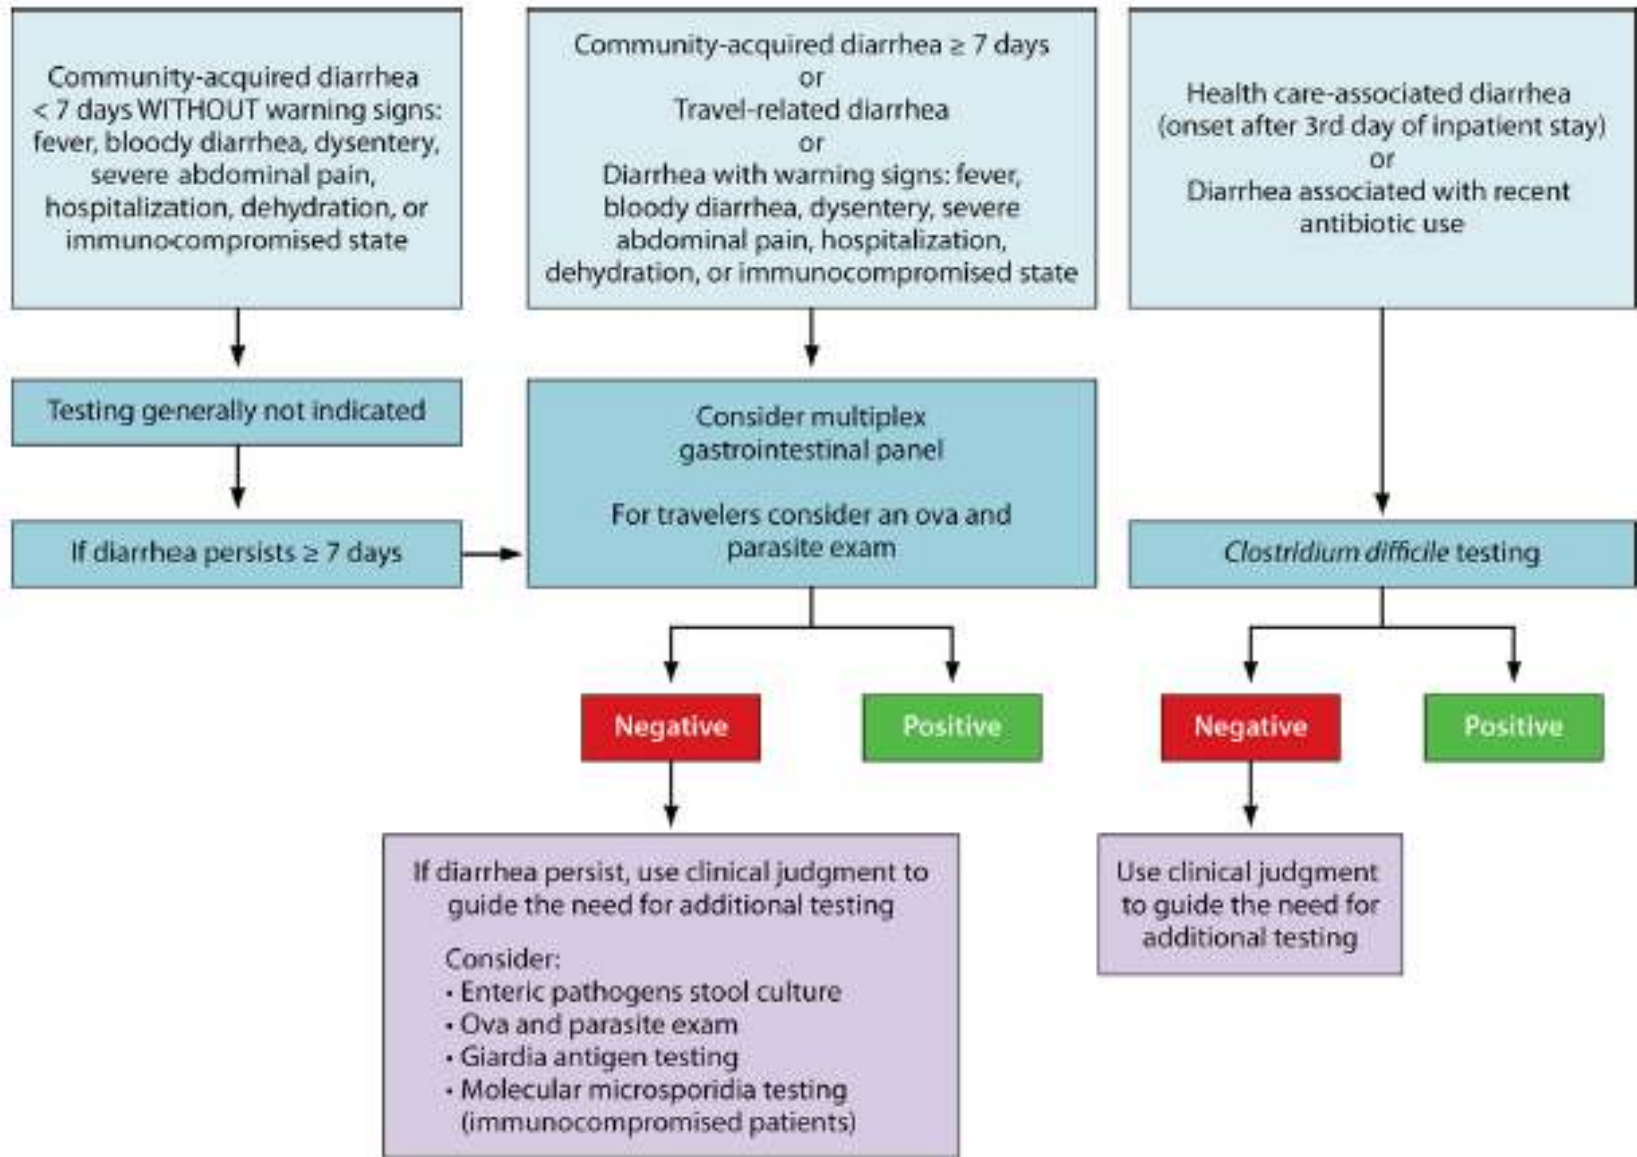 Community-acquired diarrhea
< 7 days WITHOUT warning signs:
fever, bloody diarrhea, dysentery,
severe abdominal pain,
hospitalization, dehydration, or
immuno-compromised state
Community-acquired diarrhea ≥ 7 days
or
Travel-related diarrhea
or
Diarrhea with warning signs: fever,
bloody diarrhea, dysentery, severe
abdominal pain, hospitalization,
dehydration, or immunocompromised state
Health care-associated diarrhea
(onset after 3rd day of inpatient stay)
or
Diarrhea associated with recent
antibiotic use
Testing generally not indicated
If diarrhea persists ≥ 7 days
Consider multiplex
gastrointestinal panel
For travelers consider an ova and
parasite exam
Clostridium difficile testing
Negative
Positive
Negative
Positive
If diarrhea persist, use clinical judgment to
guide the need for additional testing
Consider:
• Enteric pathogens stool culture
• Ova and parasite exam
• Giardia antigen testing
• Molecular microsporidia testing
(immunocompromised patients)
Use clinical judgment
to guide the need for
additional testing